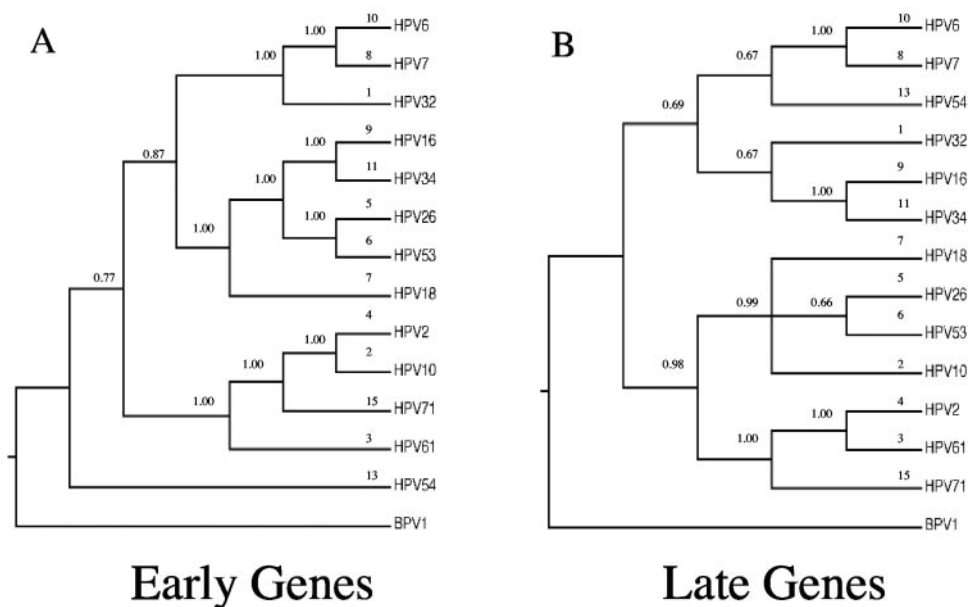 A
10
HPV6
1.00
8
HPV7
1.00
1
HPV32
0.87
9
HPV16
1.00
11
HPV34
1.00
5
HPV26
1.00
6
HPV53
1.00
7
HPV18
0.77
4
HPV2
1.00
2
HPV10
1.00
15
HPV71
1.00
3
HPV61
13
HPV54
BPV1
Early Genes
B
10
HPV6
1.00
8
HPV7
0.67
13
HPV54
0.69
1
HPV32
0.67
9
HPV16
1.00
11
HPV34
7
HPV18
5
HPV26
0.99
0.66
6
HPV53
2
HPV10
0.98
4
HPV2
1.00
3
HPV61
1.00
15
HPV71
BPV1
Late Genes